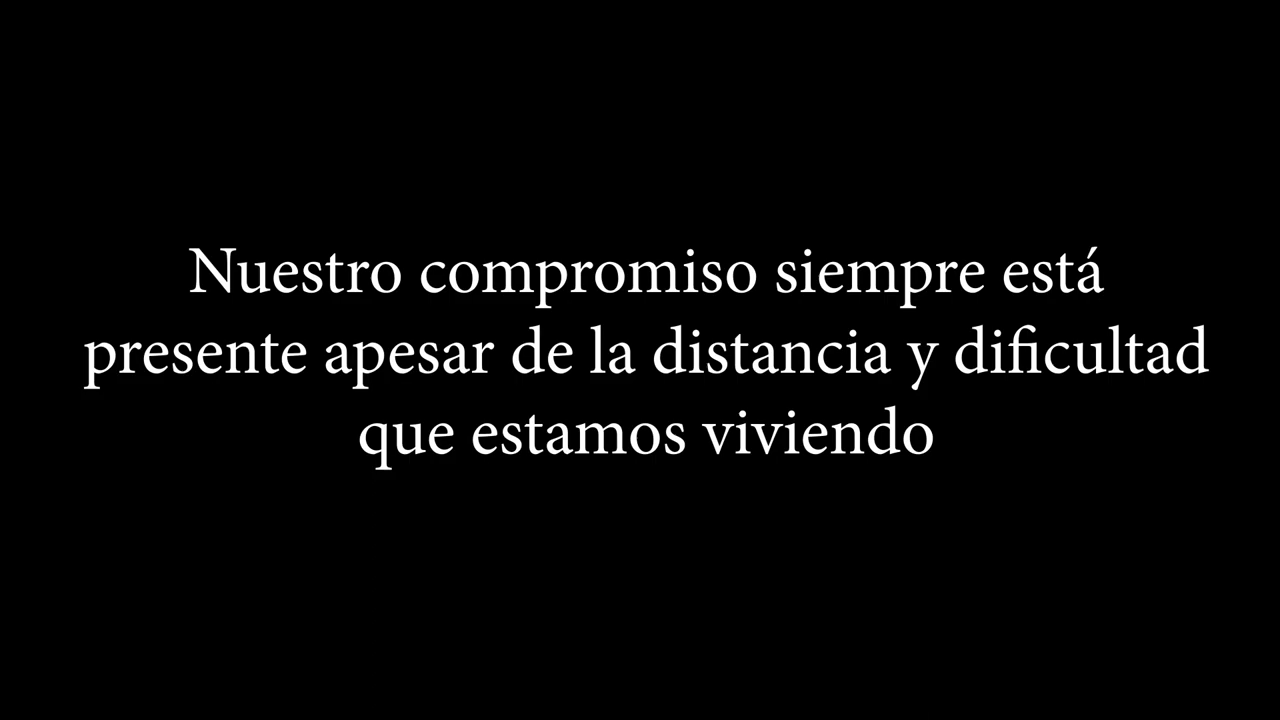 Nuestro compromiso siempre está
presente apesar de la distancia y dificultad
que estamos viviendo